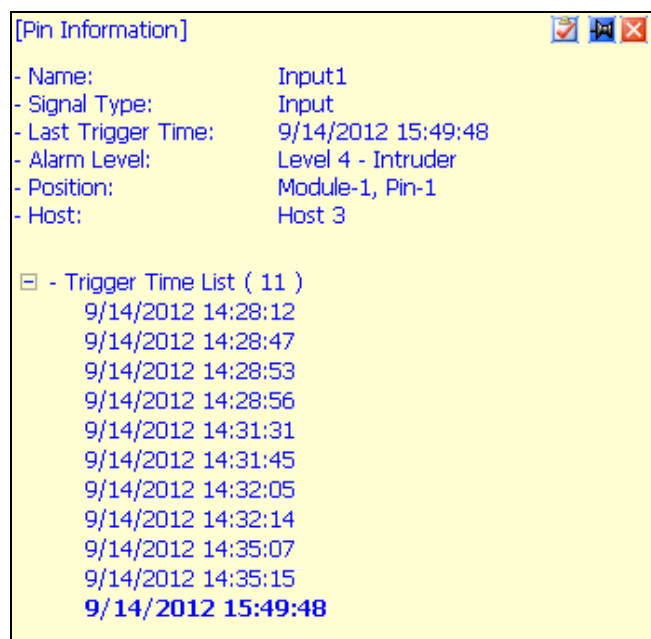 [Pin Information]
- Name: Input1
- Signal Type: Input
- Last Trigger Time: 9/14/2012 15:49:48
- Alarm Level: Level 4 - Intruder
- Position: Module-1, Pin-1
- Host: Host 3
- Trigger Time List ( 11 )
9/14/2012 14:28:12
9/14/2012 14:28:47
9/14/2012 14:28:53
9/14/2012 14:28:56
9/14/2012 14:31:31
9/14/2012 14:31:45
9/14/2012 14:32:05
9/14/2012 14:32:14
9/14/2012 14:35:07
9/14/2012 14:35:15
9/14/2012 15:49:48